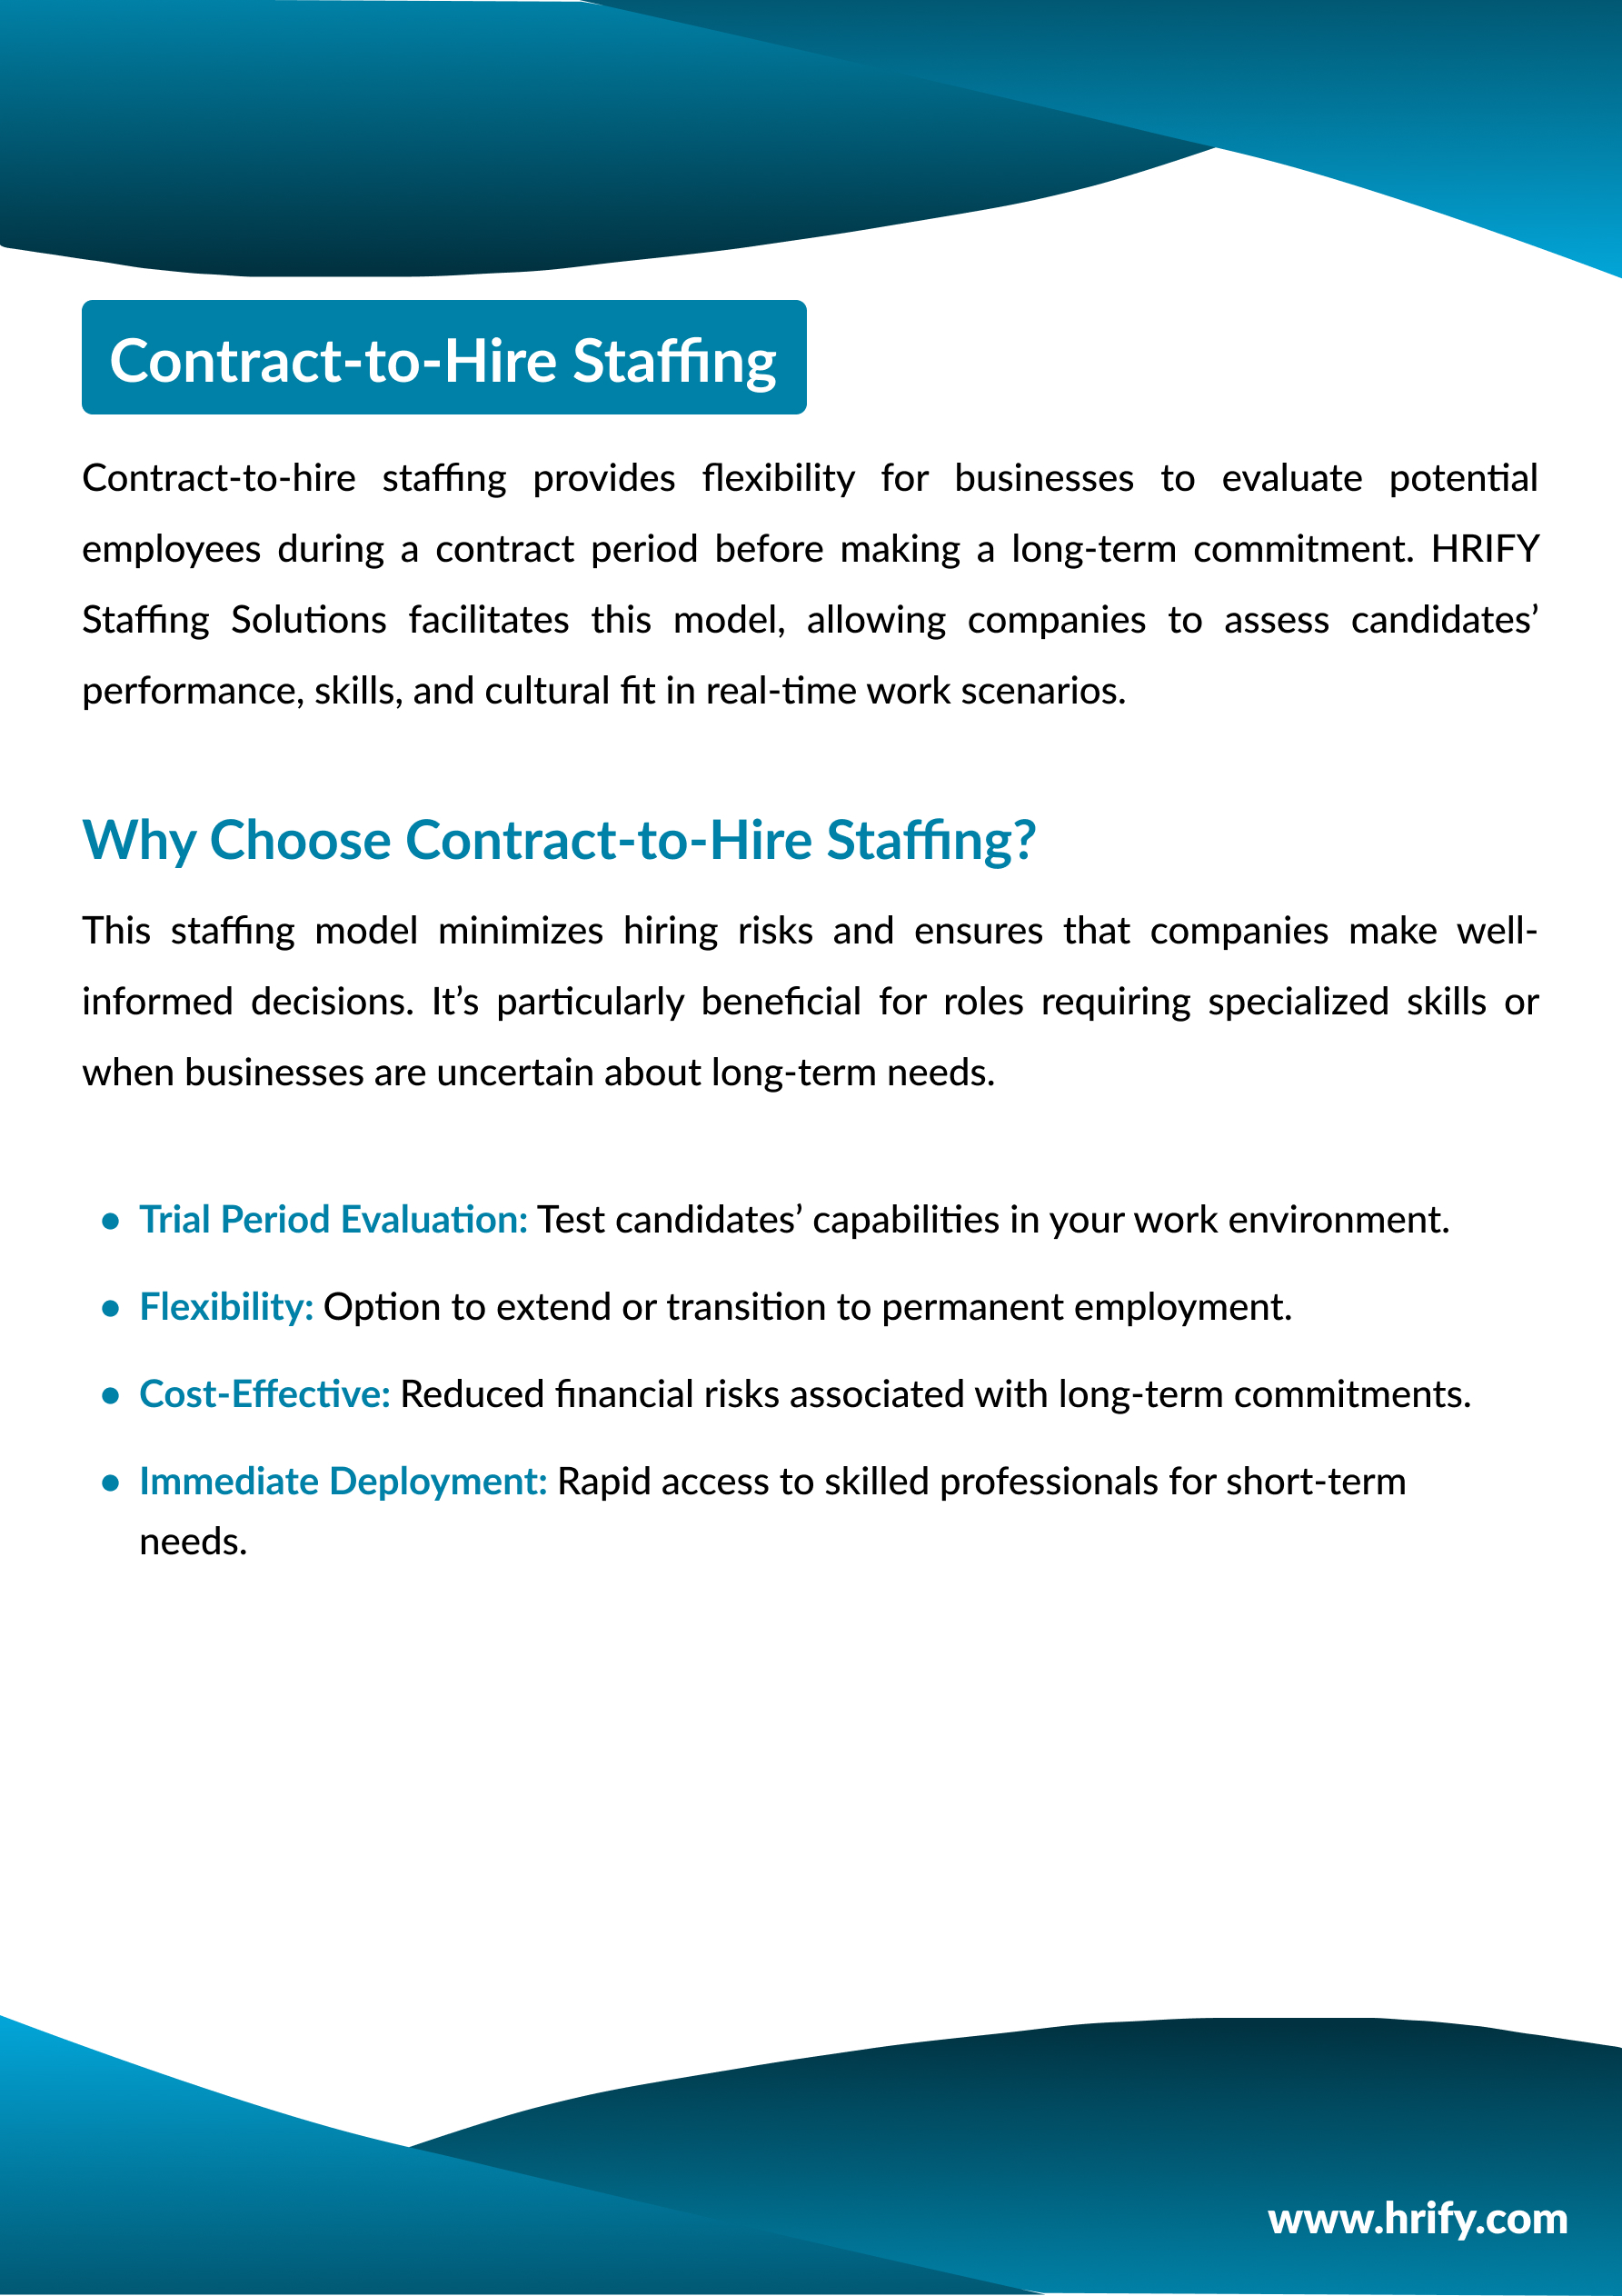 Contract-to-Hire Staffing
Contract-to-hire staffing provides flexibility for businesses to evaluate potential
employees during a contract period before making a long-term commitment. HRIFY
Staffing Solutions facilitates this model, allowing companies to assess candidates’
performance, skills, and cultural fit in real-time work scenarios.
Why Choose Contract-to-Hire Staffing?
This staffing model minimizes hiring risks and ensures that companies make well-
informed decisions. It’s particularly beneficial for roles requiring specialized skills or
when businesses are uncertain about long-term needs.
● Trial Period Evaluation: Test candidates’ capabilities in your work environment.
● Flexibility: Option to extend or transition to permanent employment.
● Cost-Effective: Reduced financial risks associated with long-term commitments.
● Immediate Deployment: Rapid access to skilled professionals for short-term
needs.
www.hrify.com